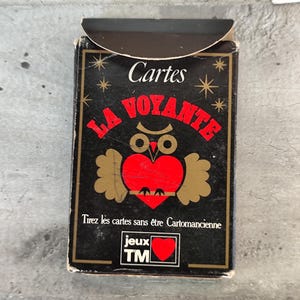 Cartes
LA VOYANTE
Tirez les cartes sans être Cartomancienne
jeux
TM